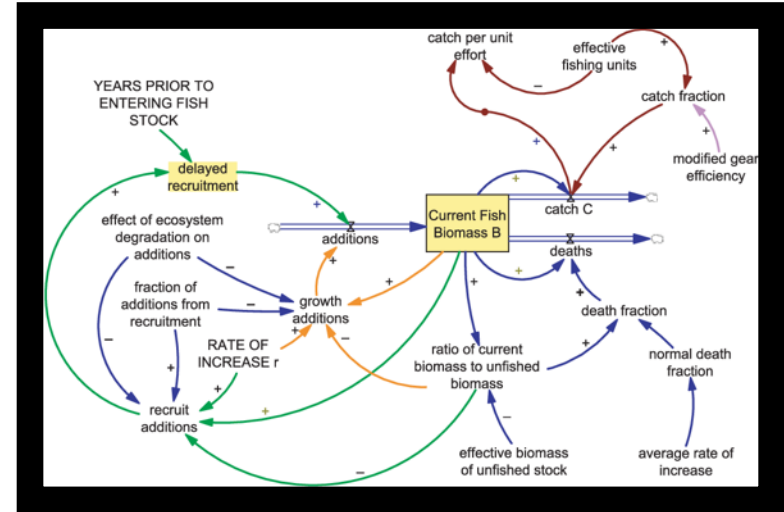 catch per unit
effort
effective
fishing units
YEARS PRIOR TO
ENTERING FISH
STOCK
+
catch fraction
−
+
+
modified gear
efficiency
delayed
recruitment
+
+
+
+
catch C
effect of ecosystem
degradation on
additions
additions
Current Fish
Biomass B
deaths
−
+
+
+
+
+
fraction of
additions from
recruitment
−
growth
additions
death fraction
−
+
−
RATE OF
INCREASE r
ratio of current
biomass to unfished
biomass
+
normal death
fraction
+
+
recruit
additions
+
−
effective biomass
of unfished stock
average rate of
increase
−